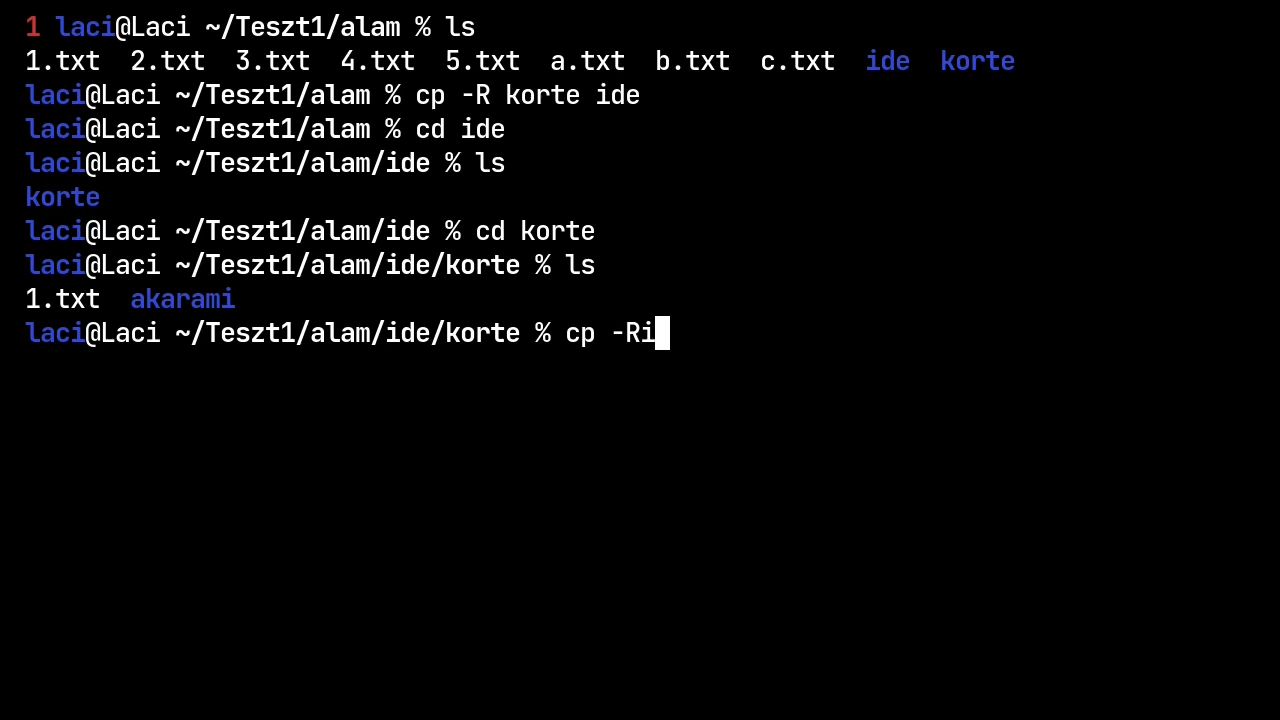 1 laci@Laci ~/Teszt1/alam % ls
1.txt  2.txt  3.txt  4.txt  5.txt  a.txt  b.txt  c.txt  ide  korte
laci@Laci ~/Teszt1/alam % cp -R korte ide
laci@Laci ~/Teszt1/alam % cd ide
laci@Laci ~/Teszt1/alam/ide % ls
korte
laci@Laci ~/Teszt1/alam/ide % cd korte
laci@Laci ~/Teszt1/alam/ide/korte % ls
1.txt  akarami
laci@Laci ~/Teszt1/alam/ide/korte % cp -Ri